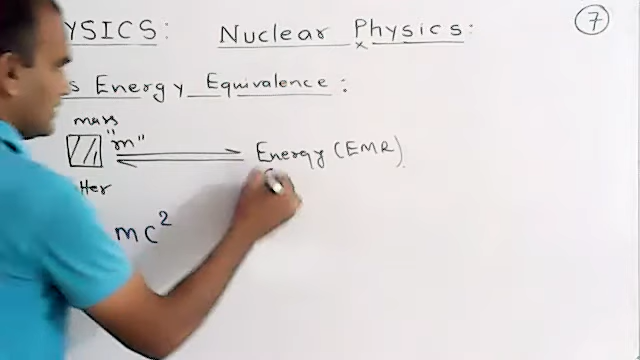 YSICS: Nuclear Physics: 7
s Energy Equivalence:
mass
"m"
Energy (EMR)
tter
mc²